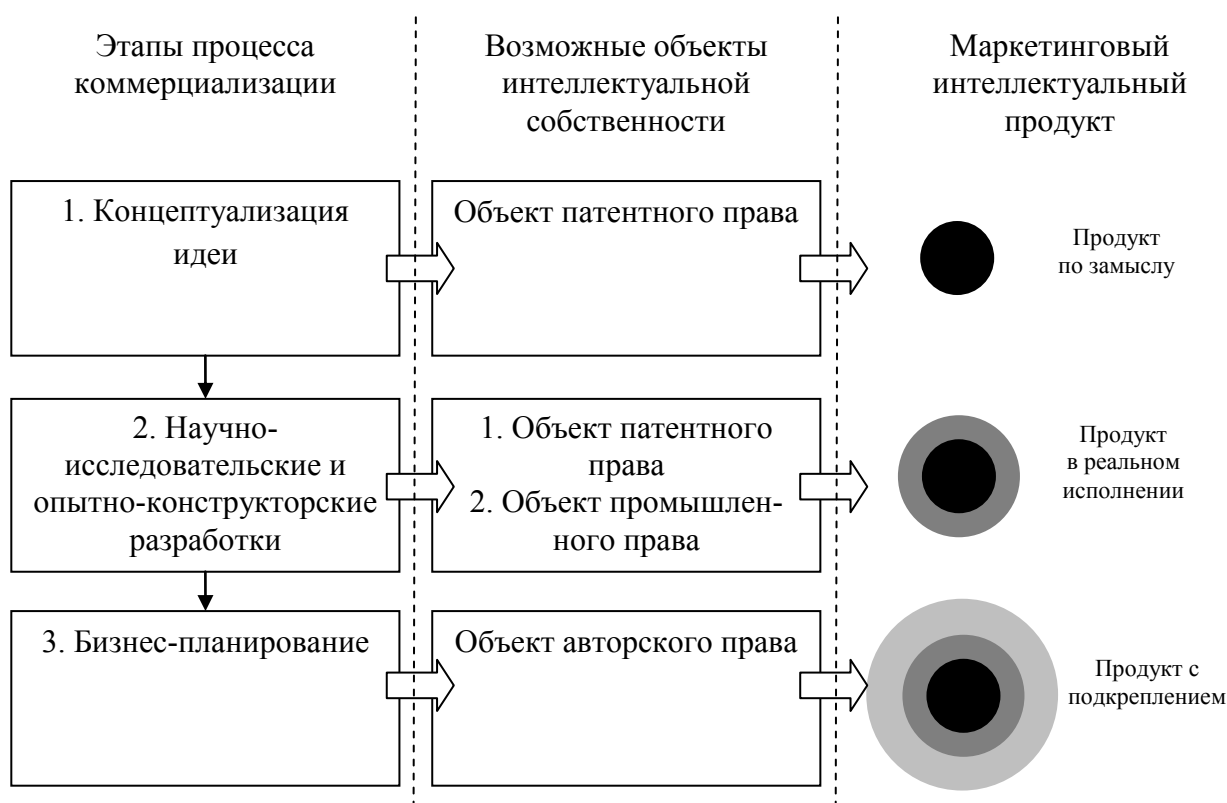 Этапы процесса
коммерциализации
Возможные объекты
интеллектуальной
собственности
Маркетинговый
интеллектуальный
продукт
1. Концептуализация
идеи
Объект патентного права
Продукт
по замыслу
2. Научно-
исследовательские и
опытно-конструкторские
разработки
1. Объект патентного
права
2. Объект промышлен-
ного права
Продукт
в реальном
исполнении
3. Бизнес-планирование
Объект авторского права
Продукт с
подкреплением